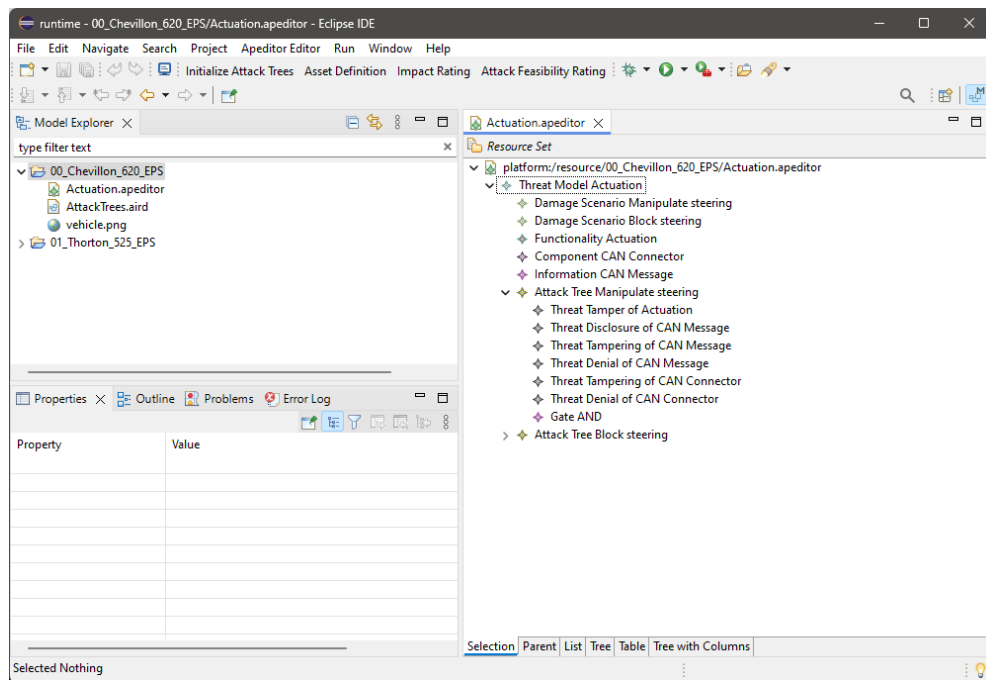 runtime - 00_Chevillon_620_EPS/Actuation.apeditor - Eclipse IDE
File Edit Navigate Search Project Apeditor Editor Run Window Help
Initialize Attack Trees Asset Definition Impact Rating Attack Feasibility Rating
Model Explorer
type filter text
00_Chevillon_620_EPS
Actuation.apeditor
AttackTrees.aird
vehicle.png
01_Thorton_525_EPS
Properties Outline Problems Error Log
Property Value
Actuation.apeditor
Resource Set
platform:/resource/00_Chevillon_620_EPS/Actuation.apeditor
Threat Model Actuation
Damage Scenario Manipulate steering
Damage Scenario Block steering
Functionality Actuation
Component CAN Connector
Information CAN Message
Attack Tree Manipulate steering
Threat Tamper of Actuation
Threat Disclosure of CAN Message
Threat Tampering of CAN Message
Threat Denial of CAN Message
Threat Tampering of CAN Connector
Threat Denial of CAN Connector
Gate AND
Attack Tree Block steering
Selection Parent List Tree Table Tree with Columns
Selected Nothing